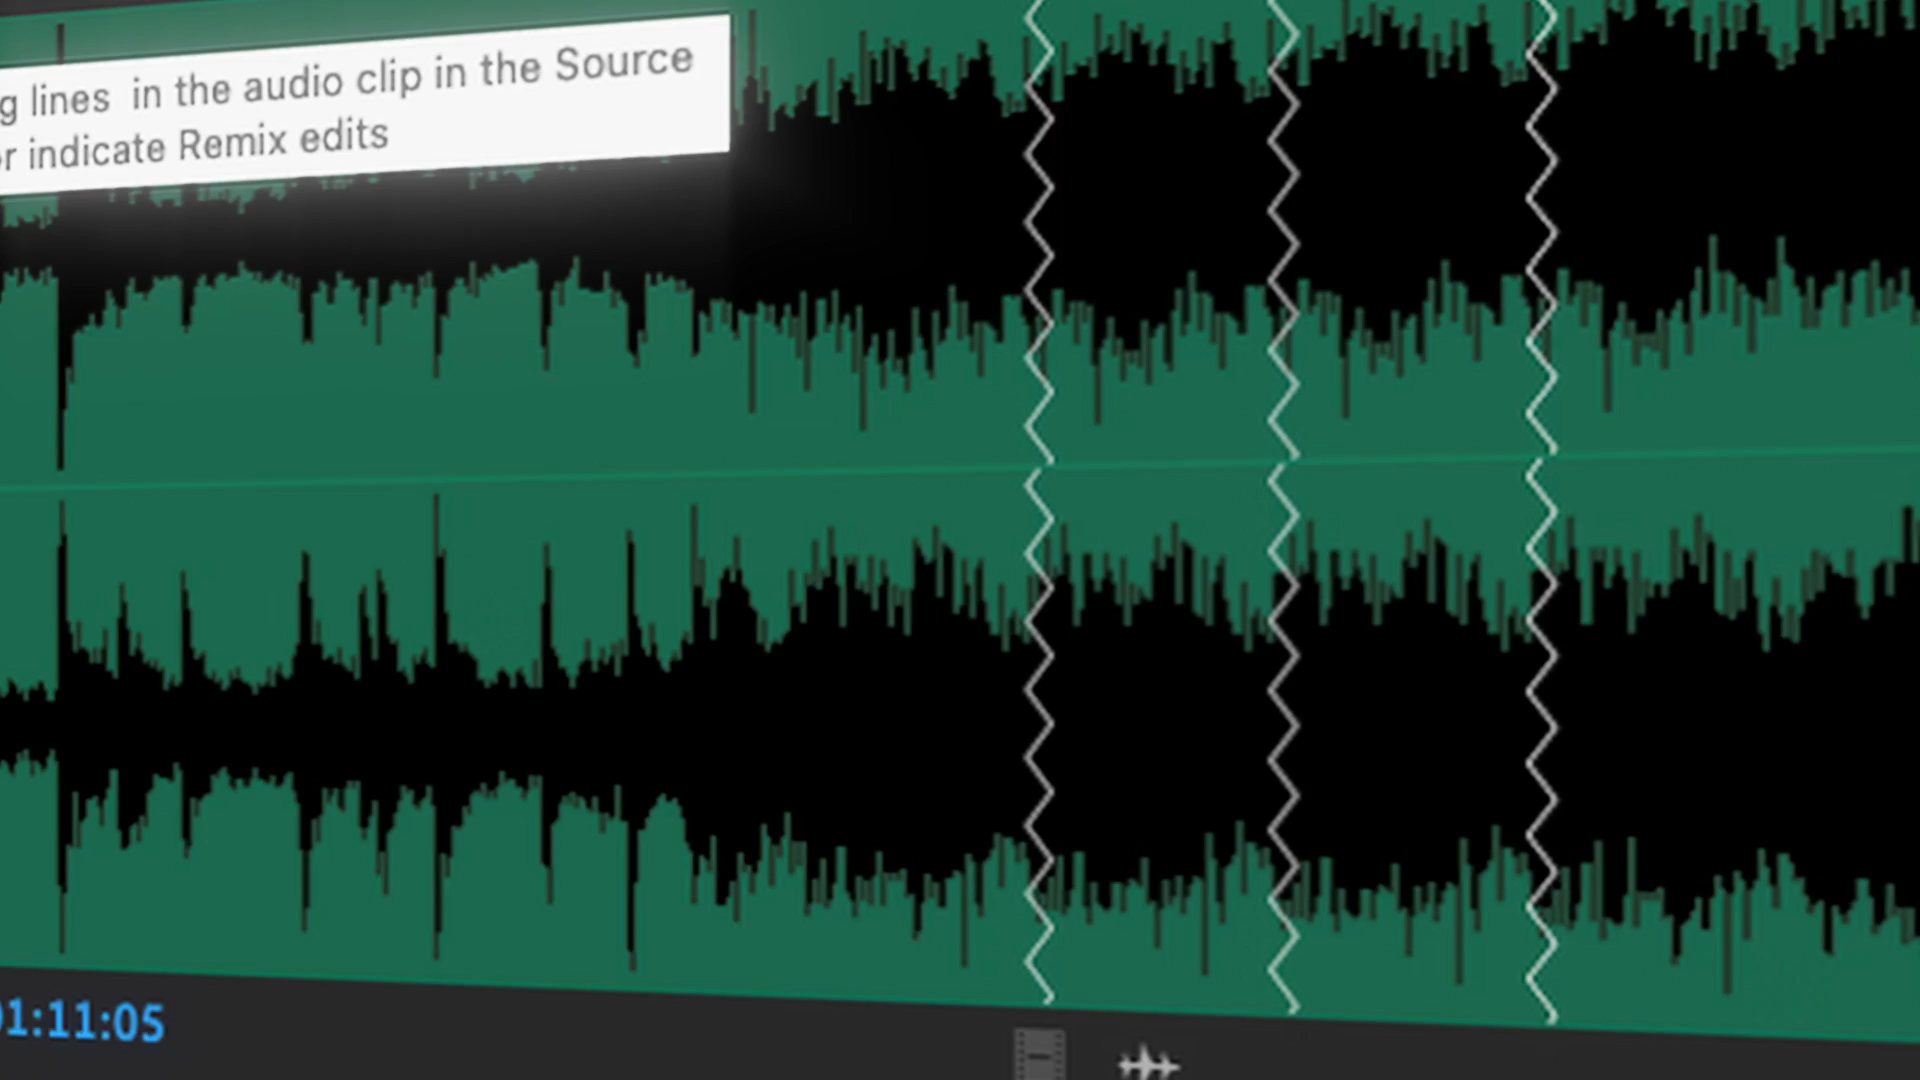 g lines in the audio clip in the Source
r indicate Remix edits
01:11:05